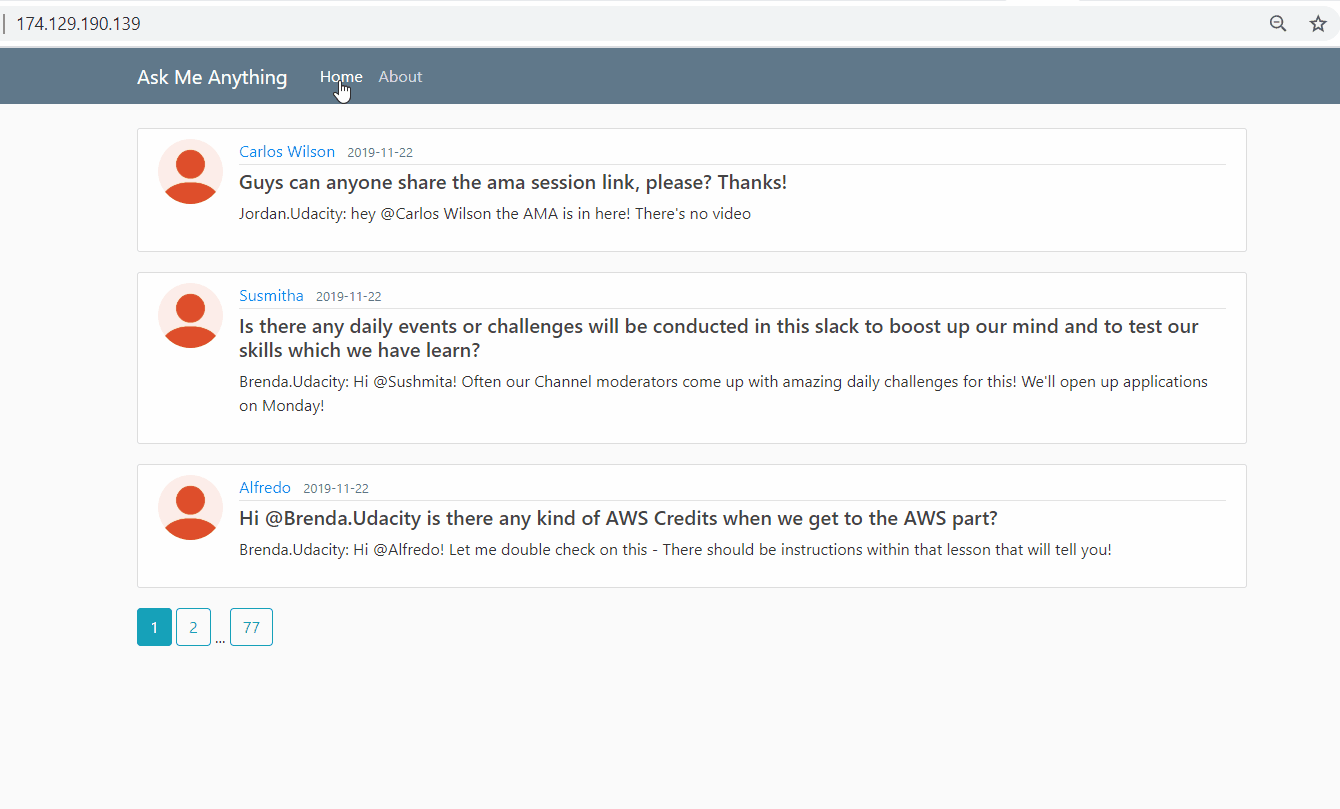 174.129.190.139
Ask Me Anything Home About
Carlos Wilson 2019-11-22
Guys can anyone share the ama session link, please? Thanks!
Jordan.Udacity: hey @Carlos Wilson the AMA is in here! There's no video
Susmitha 2019-11-22
Is there any daily events or challenges will be conducted in this slack to boost up our mind and to test our
skills which we have learn?
Brenda.Udacity: Hi @Sushmita! Often our Channel moderators come up with amazing daily challenges for this! We'll open up applications
on Monday!
Alfredo 2019-11-22
Hi @Brenda.Udacity is there any kind of AWS Credits when we get to the AWS part?
Brenda.Udacity: Hi @Alfredo! Let me double check on this - There should be instructions within that lesson that will tell you!
1 2 ... 77